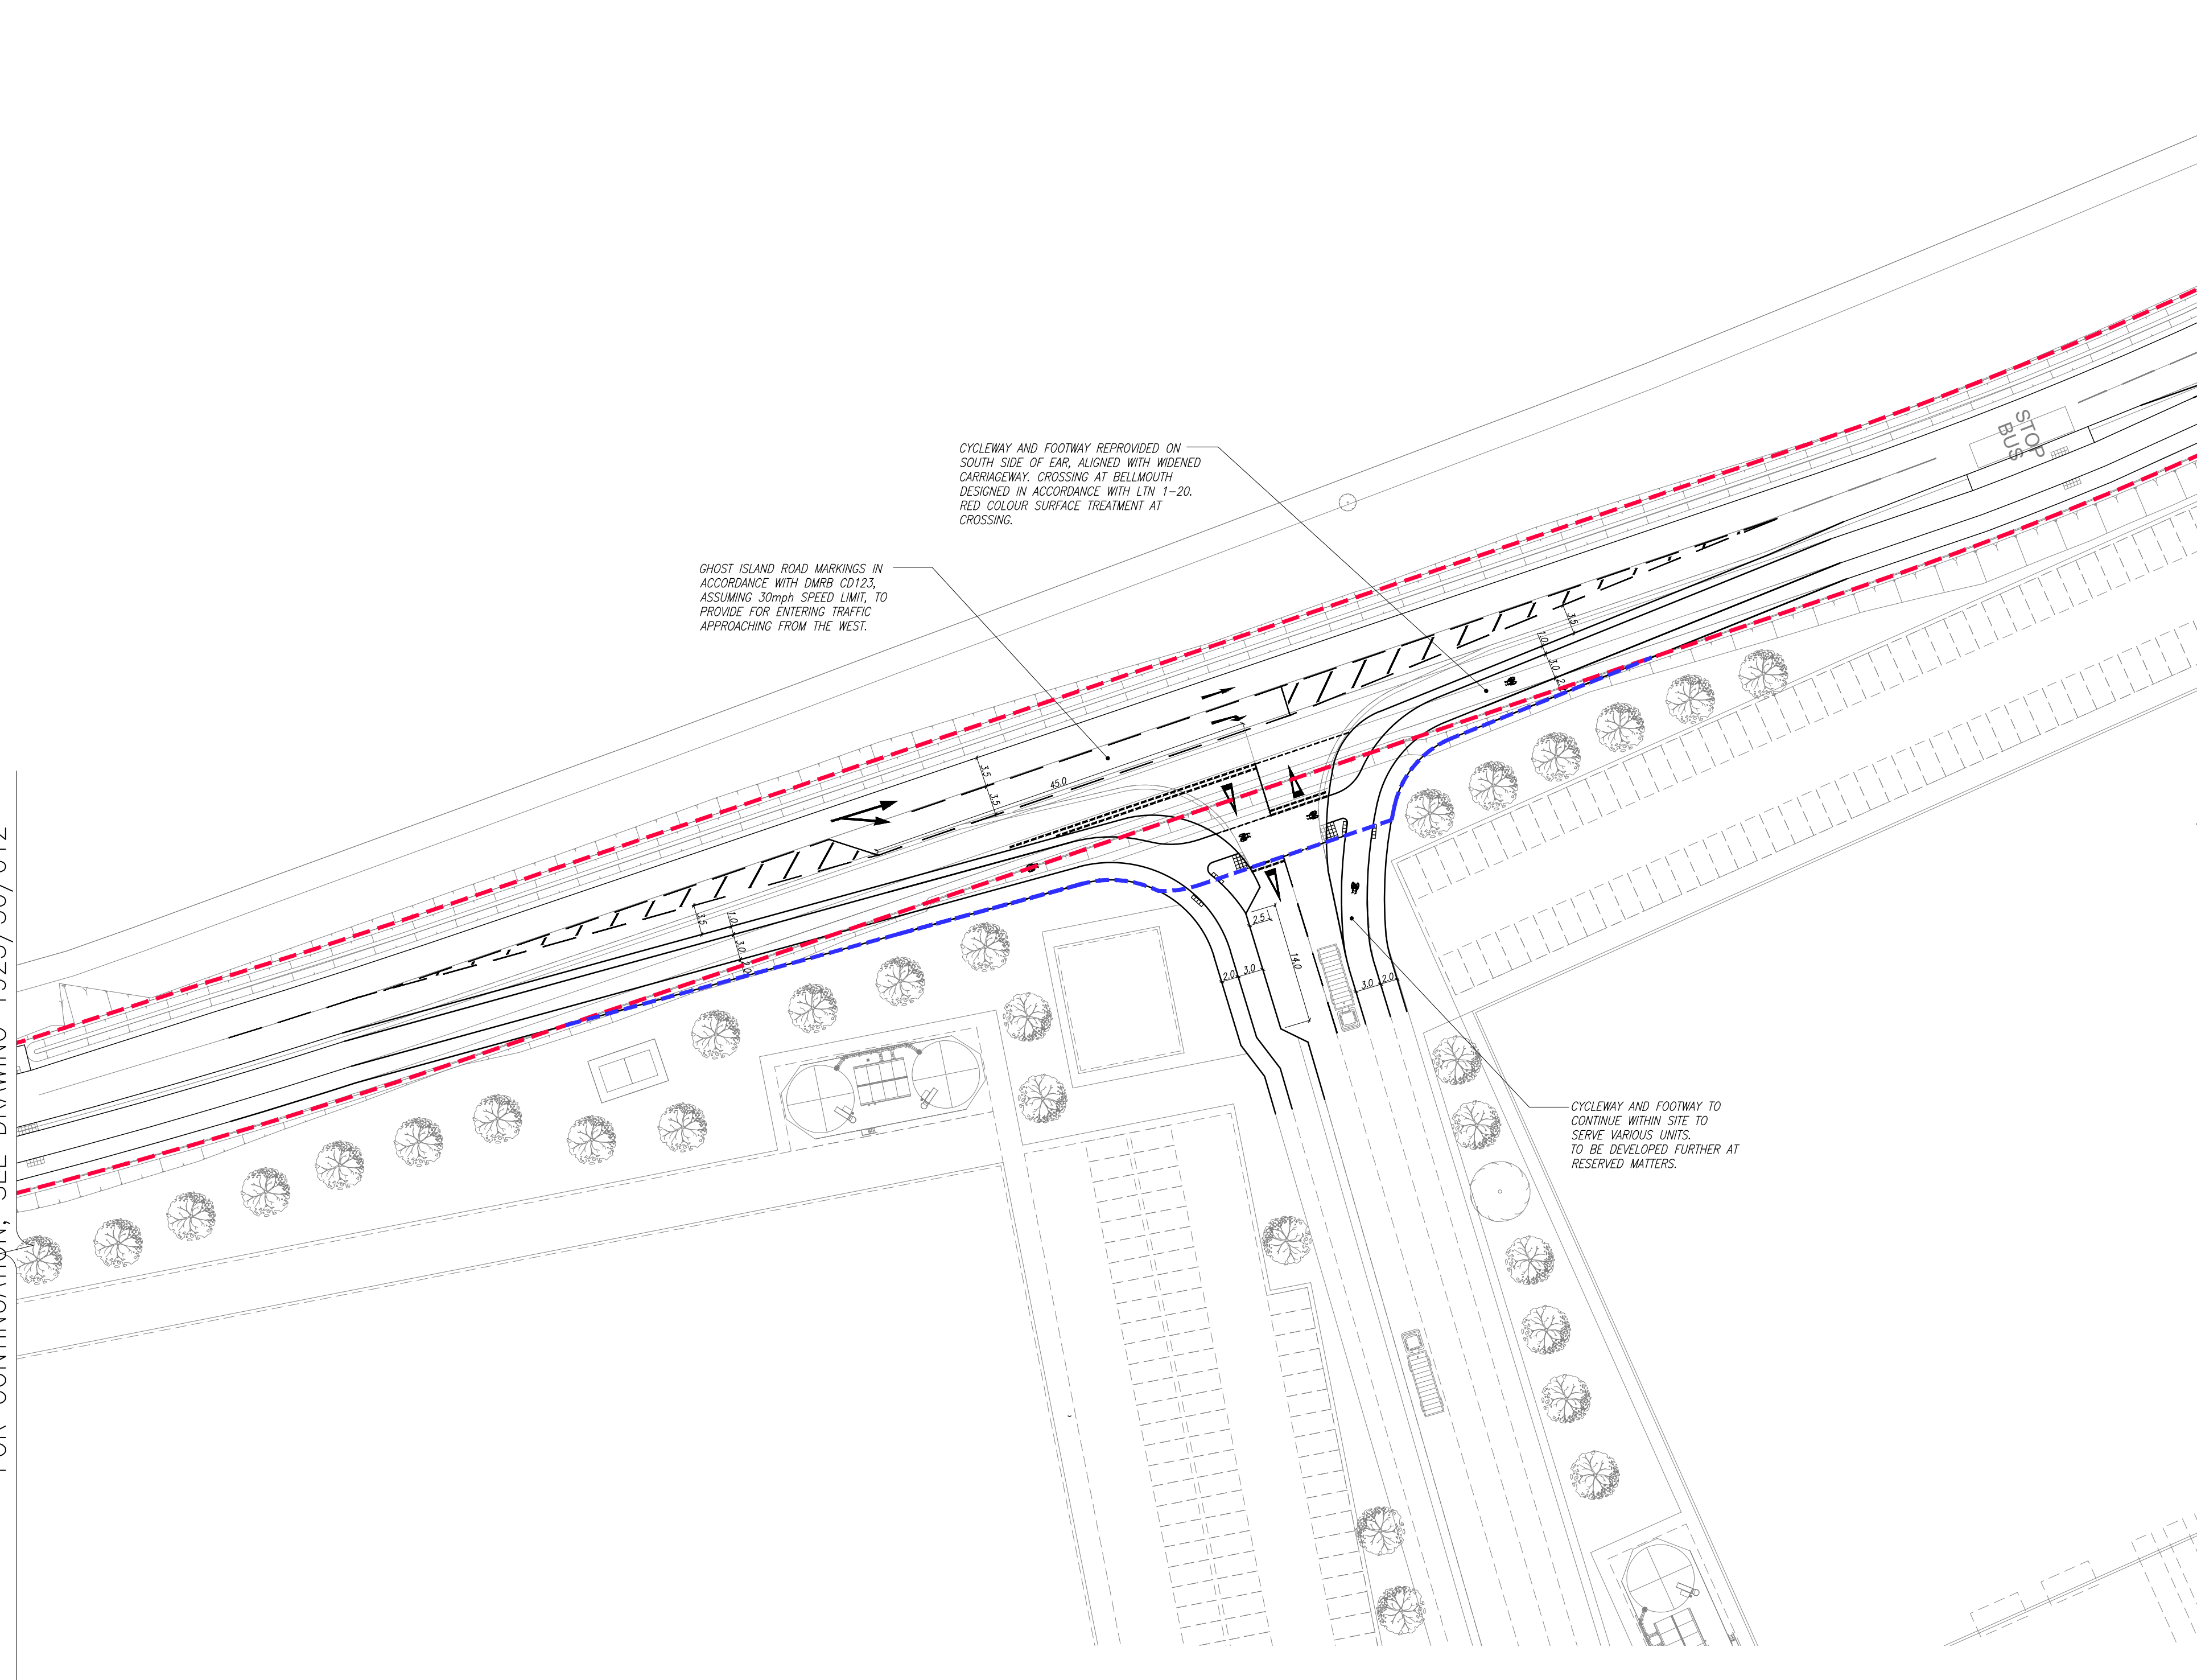 CYCLEWAY AND FOOTWAY REPROVIDED ON
SOUTH SIDE OF EAR, ALIGNED WITH WIDENED
CARRIAGEWAY. CROSSING AT BELLMOUTH
DESIGNED IN ACCORDANCE WITH LTN 1-20.
RED COLOUR SURFACE TREATMENT AT
CROSSING.
GHOST ISLAND ROAD MARKINGS IN
ACCORDANCE WITH DMRB CD123,
ASSUMING 30mph SPEED LIMIT, TO
PROVIDE FOR ENTERING TRAFFIC
APPROACHING FROM THE WEST.
STOP
BUS
3.5
1.0
3.0
3.5
3.5
45.0
3.5
1.0
3.0
2.0
2.5
14.0
2.0
3.0
3.0
2.0
CYCLEWAY AND FOOTWAY TO
CONTINUE WITHIN SITE TO
SERVE VARIOUS UNITS.
TO BE DEVELOPED FURTHER AT
RESERVED MATTERS.
FOR CONTINUATION, SEE DRAWING